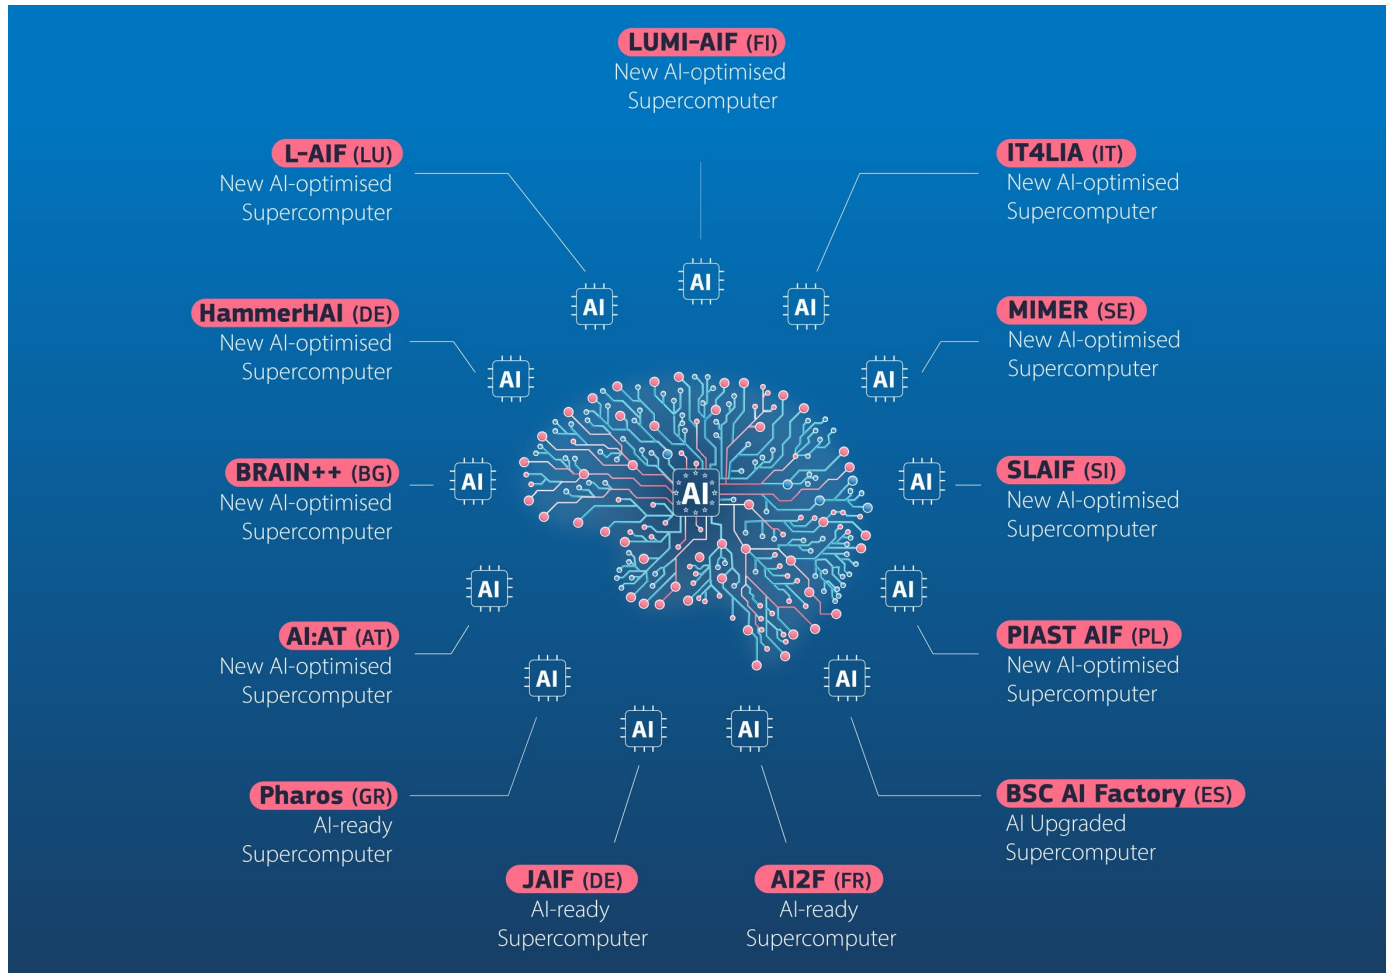 LUMI-AIF (FI)
New AI-optimised
Supercomputer
L-AIF (LU)
New AI-optimised
Supercomputer
IT4LIA (IT)
New AI-optimised
Supercomputer
AI
AI
AI
HammerHAI (DE)
New AI-optimised
Supercomputer
MIMER (SE)
New AI-optimised
Supercomputer
AI
AI
BRAIN++ (BG)
New AI-optimised
Supercomputer
AI
AI
AI
SLAIF (SI)
New AI-optimised
Supercomputer
AI
AI
AI:AT (AT)
New AI-optimised
Supercomputer
PIAST AIF (PL)
New AI-optimised
Supercomputer
AI
AI
AI
AI
Pharos (GR)
AI-ready
Supercomputer
BSC AI Factory (ES)
AI Upgraded
Supercomputer
JAIF (DE)
AI-ready
Supercomputer
AI2F (FR)
AI-ready
Supercomputer